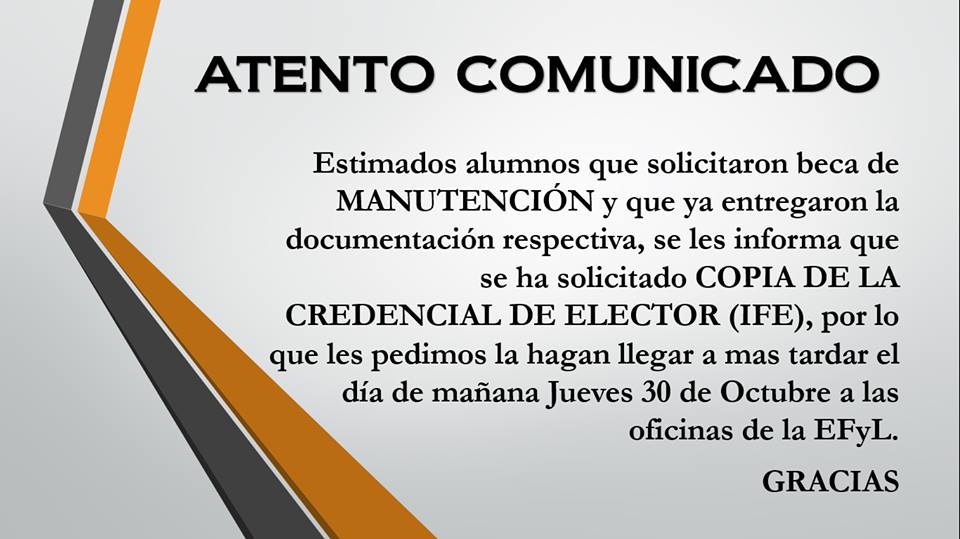 ATENTO COMUNICADO
Estimados alumnos que solicitaron beca de
MANUTENCIÓN y que ya entregaron la
documentación respectiva, se les informa que
se ha solicitado COPIA DE LA
CREDENCIAL DE ELECTOR (IFE), por lo
que les pedimos la hagan llegar a mas tardar el
día de mañana Jueves 30 de Octubre a las
oficinas de la EFyL.
GRACIAS